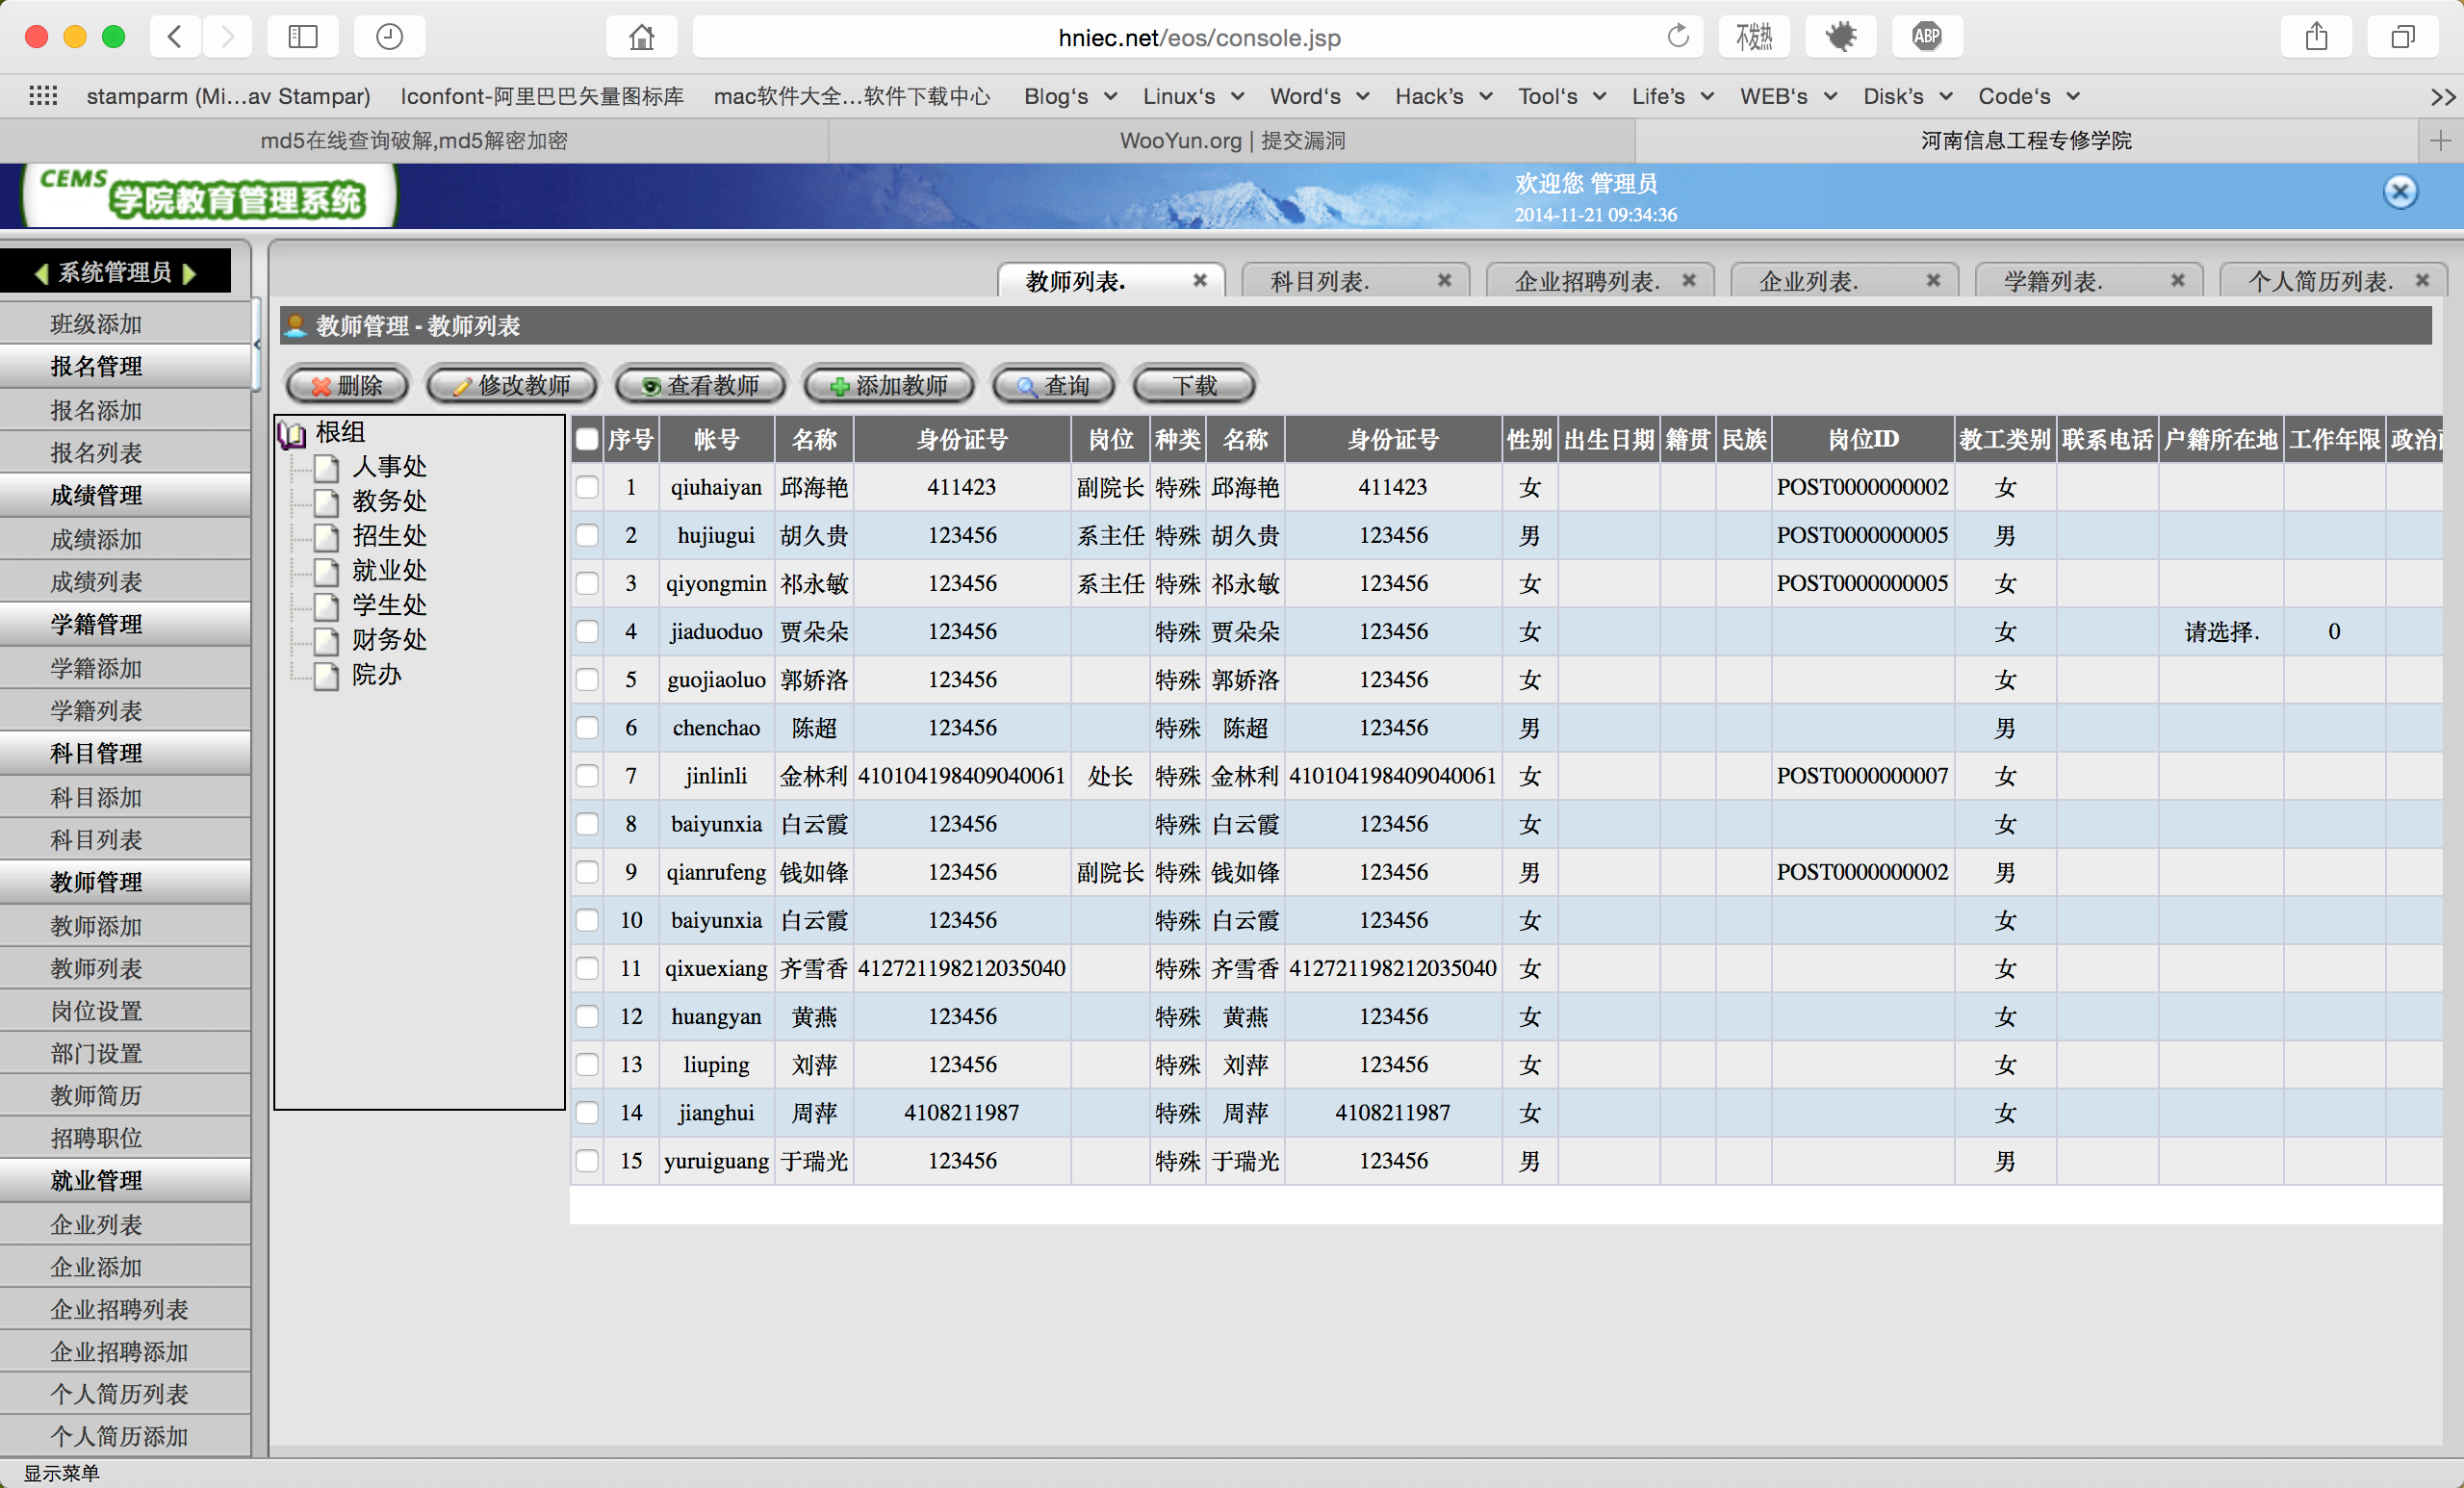 hniec.net/eos/console.jsp
不发热
ABP
stamparm (Mi...av Stampar) Iconfont-阿里巴巴矢量图标库 mac软件大全...软件下载中心 Blog's Linux's Word's Hack's Tool's Life's WEB's Disk's Code's
md5在线查询破解,md5解密加密 WooYun.org | 提交漏洞 河南信息工程专修学院
CEMS
学院教育管理系统
欢迎您 管理员
2014-11-21 09:34:36
系统管理员
班级添加
报名管理
报名添加
报名列表
成绩管理
成绩添加
成绩列表
学籍管理
学籍添加
学籍列表
科目管理
科目添加
科目列表
教师管理
教师添加
教师列表
岗位设置
部门设置
教师简历
招聘职位
就业管理
企业列表
企业添加
企业招聘列表
企业招聘添加
个人简历列表
个人简历添加
显示菜单
教师列表. 科目列表. 企业招聘列表. 企业列表. 学籍列表. 个人简历列表.
教师管理 - 教师列表
删除 修改教师 查看教师 添加教师 查询 下载
根组
人事处
教务处
招生处
就业处
学生处
财务处
院办
序号 帐号 名称 身份证号 岗位 种类 名称 身份证号 性别 出生日期 籍贯 民族 岗位ID 教工类别 联系电话 户籍所在地 工作年限 政治
1 qiuhaiyan 邱海艳 411423 副院长 特殊 邱海艳 411423 女 POST0000000002 女
2 hujiugui 胡久贵 123456 系主任 特殊 胡久贵 123456 男 POST0000000005 男
3 qiyongmin 祁永敏 123456 系主任 特殊 祁永敏 123456 女 POST0000000005 女
4 jiaduoduo 贾朵朵 123456 特殊 贾朵朵 123456 女 女 请选择. 0
5 guojiaoluo 郭娇洛 123456 特殊 郭娇洛 123456 女 女
6 chenchao 陈超 123456 特殊 陈超 123456 男 男
7 jinlinli 金林利 410104198409040061 处长 特殊 金林利 410104198409040061 女 POST0000000007 女
8 baiyunxia 白云霞 123456 特殊 白云霞 123456 女 女
9 qianrufeng 钱如锋 123456 副院长 特殊 钱如锋 123456 男 POST0000000002 男
10 baiyunxia 白云霞 123456 特殊 白云霞 123456 女 女
11 qixuexiang 齐雪香 412721198212035040 特殊 齐雪香 412721198212035040 女 女
12 huangyan 黄燕 123456 特殊 黄燕 123456 女 女
13 liuping 刘萍 123456 特殊 刘萍 123456 女 女
14 jianghui 周萍 4108211987 特殊 周萍 4108211987 女 女
15 yuruiguang 于瑞光 123456 特殊 于瑞光 123456 男 男